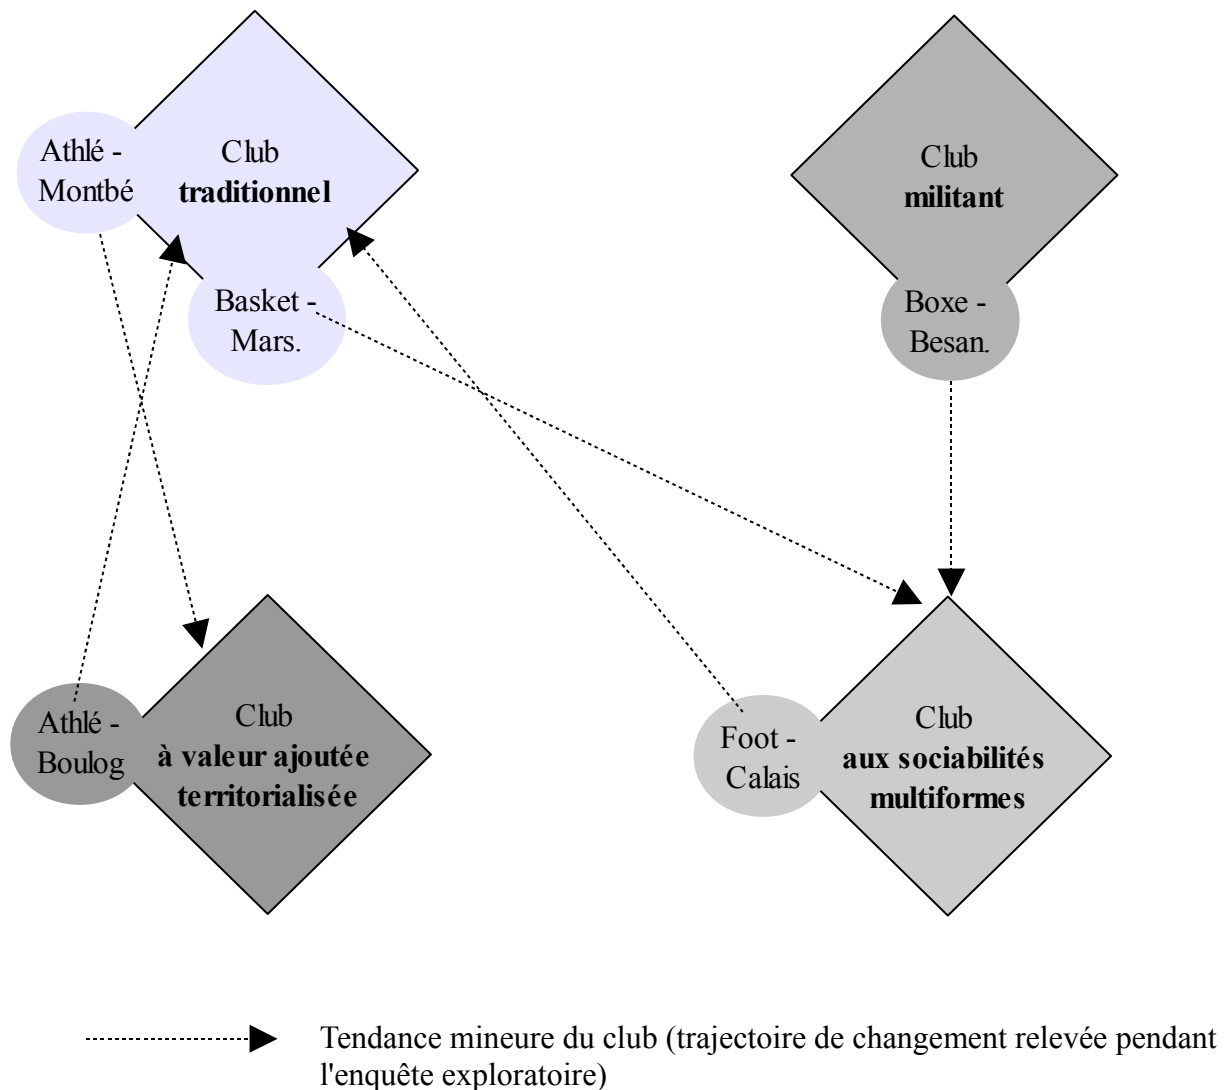 Athlé -
Montbé
Club
traditionnel
Club
militant
Basket -
Mars.
Boxe -
Besan.
Athlé -
Boulog
Club
à valeur ajoutée
territorialisée
Foot -
Calais
Club
aux sociabilités
multiformes
Tendance mineure du club (trajectoire de changement relevée pendant
l'enquête exploratoire)